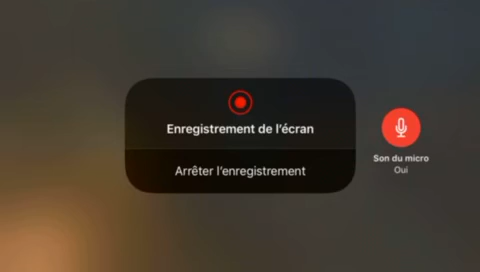 Enregistrement de l’écran
Arrêter l’enregistrement
Son du micro
Oui